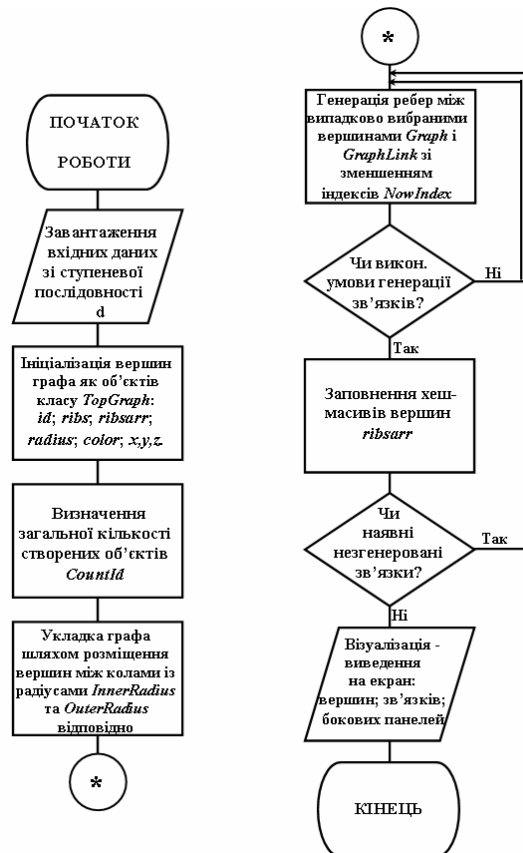 ПОЧАТОК
РОБОТИ
Завантаження
вхідних даних
зі ступеневої
послідовності
d
Ініціалізація вершин
графа як об’єктів
класу TopGraph:
id; ribs; ribsarr;
radius; color; x,y,z.
Визначення
загальної кількості
створених об’єктів
CountId
Укладка графа
шляхом розміщення
вершин між колами із
радіусами InnerRadius
та OuterRadius
відповідно
*
*
Генерація ребер між
випадково вибраними
вершинами Graph і
GraphLink зі
зменшенням
індексів NowIndex
Чи викон.
умови генерації
зв’язків?
Ні
Так
Заповнення хеш-
масивів вершин
ribsarr
Чи
наявні
незгенеровані
зв’язки?
Так
Ні
Візуалізація -
виведення
на екран:
вершин; зв’язків;
бокових панелей
КІНЕЦЬ